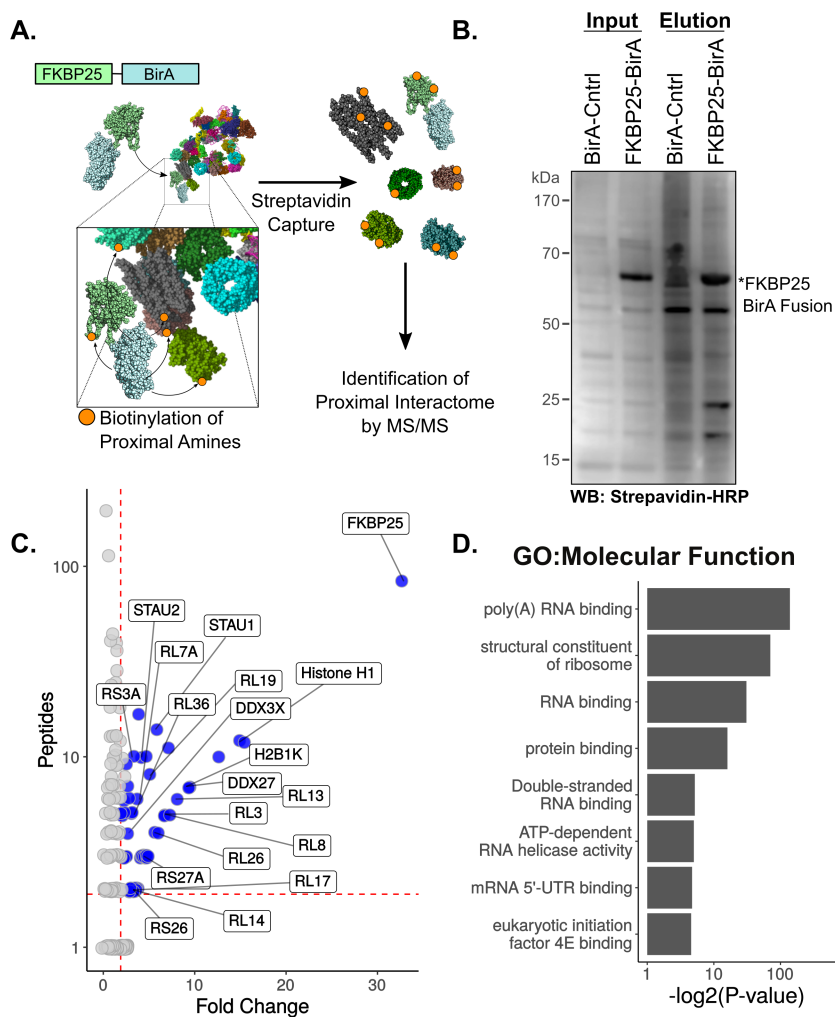 A.
FKBP25
BirA
Streptavidin
Capture
Biotinylation of
Proximal Amines
Identification of
Proximal Interactome
by MS/MS
B.
Input
Elution
BirA-Cntrl
FKBP25-BirA
BirA-Cntrl
FKBP25-BirA
kDa
170
70
50
25
15
*FKBP25
BirA Fusion
WB: Strepavidin-HRP
C.
Peptides
100
10
1
FKBP25
STAU2
STAU1
RL7A
Histone H1
RL19
RS3A
RL36
DDX3X
H2B1K
DDX27
RL13
RL3
RL8
RL26
RS27A
RL17
RL14
RS26
0
10
20
30
Fold Change
D.
GO:Molecular Function
poly(A) RNA binding
structural constituent
of ribosome
RNA binding
protein binding
Double-stranded
RNA binding
ATP-dependent
RNA helicase activity
mRNA 5'-UTR binding
eukaryotic initiation
factor 4E binding
1
10
100
-log2(P-value)